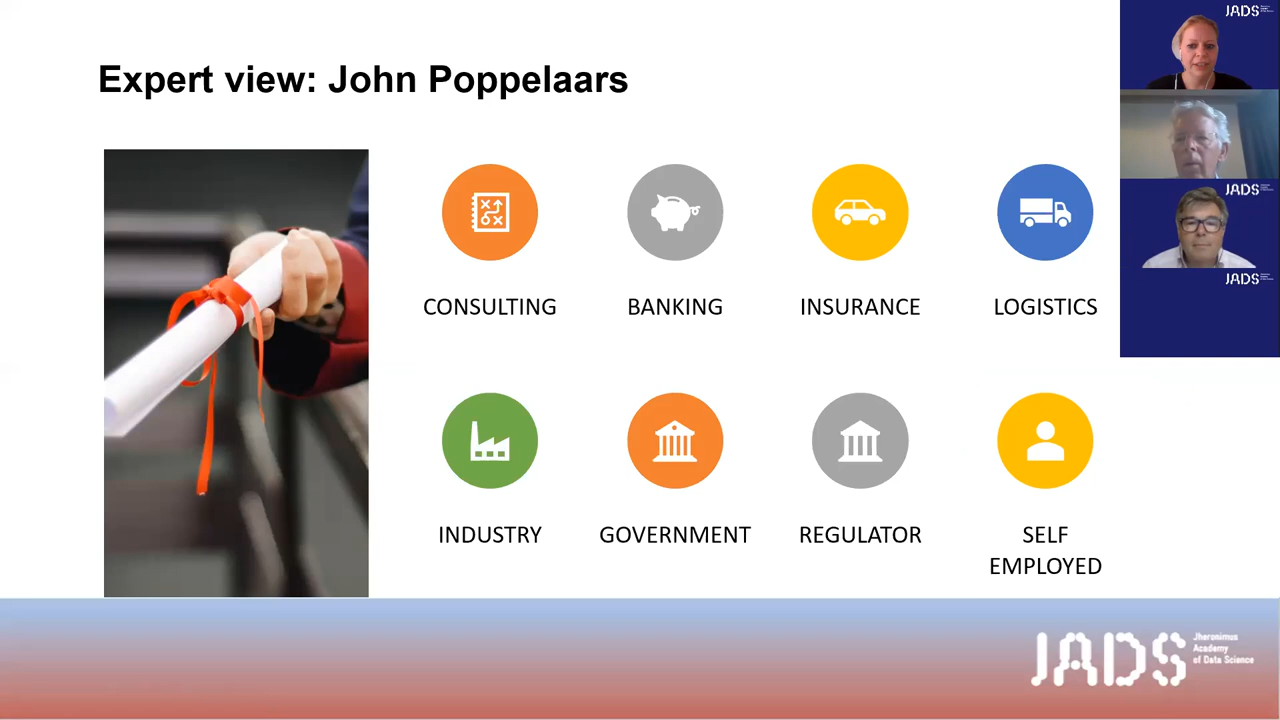 Expert view: John Poppelaars
CONSULTING
BANKING
INSURANCE
LOGISTICS
INDUSTRY
GOVERNMENT
REGULATOR
SELF
EMPLOYED
JADS
Jheronimus
Academy
of Data Science
JADS
JADS
JADS